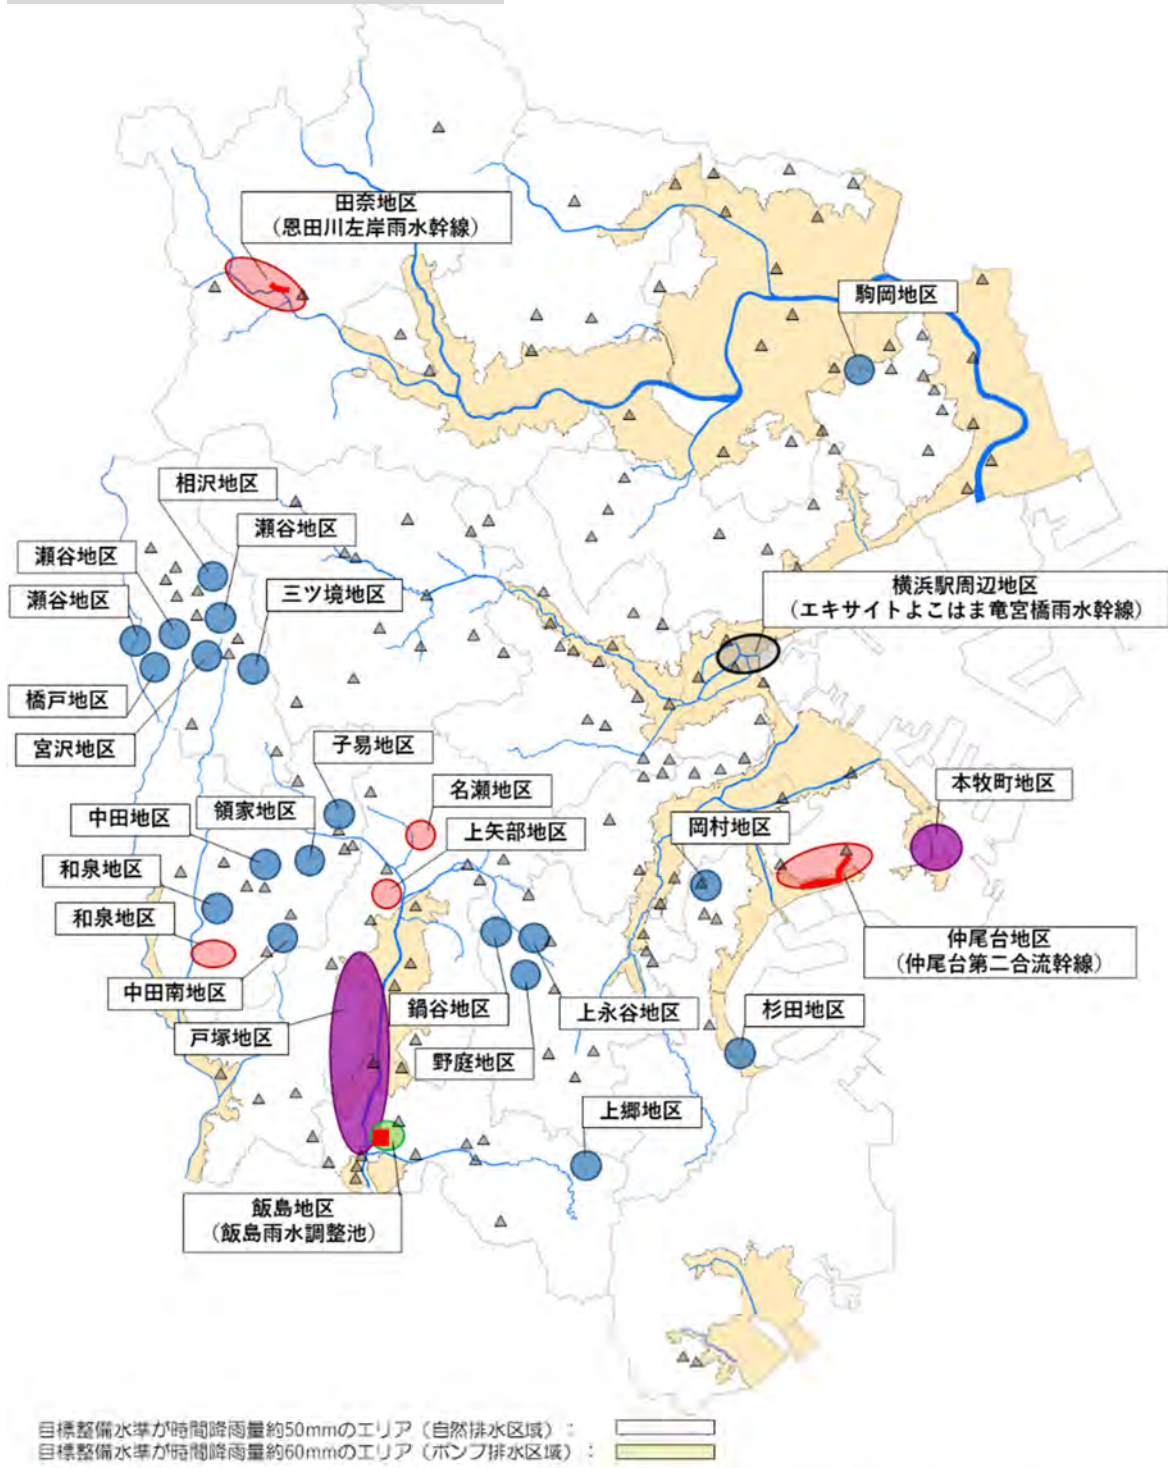 田奈地区
（恩田川左岸雨水幹線）
駒岡地区
相沢地区
瀬谷地区
瀬谷地区
瀬谷地区
三ツ境地区
横浜駅周辺地区
（エキサイトよこはま竜宮橋雨水幹線）
橋戸地区
宮沢地区
子易地区
名瀬地区
本牧町地区
領家地区
中田地区
上矢部地区
岡村地区
和泉地区
和泉地区
仲尾台地区
（仲尾台第二合流幹線）
中田南地区
鍋谷地区
上永谷地区
杉田地区
戸塚地区
野庭地区
上郷地区
飯島地区
（飯島雨水調整池）
目標整備水準が時間降雨量約50mmのエリア（自然排水区域）：
目標整備水準が時間降雨量約60mmのエリア（ポンプ排水区域）：